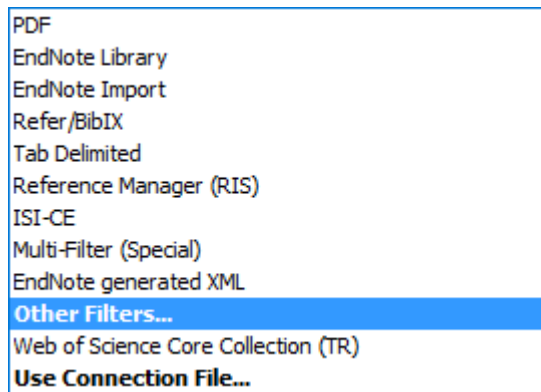 PDF
EndNote Library
EndNote Import
Refer/BibIX
Tab Delimited
Reference Manager (RIS)
ISI-CE
Multi-Filter (Special)
EndNote generated XML
Other Filters...
Web of Science Core Collection (TR)
Use Connection File...